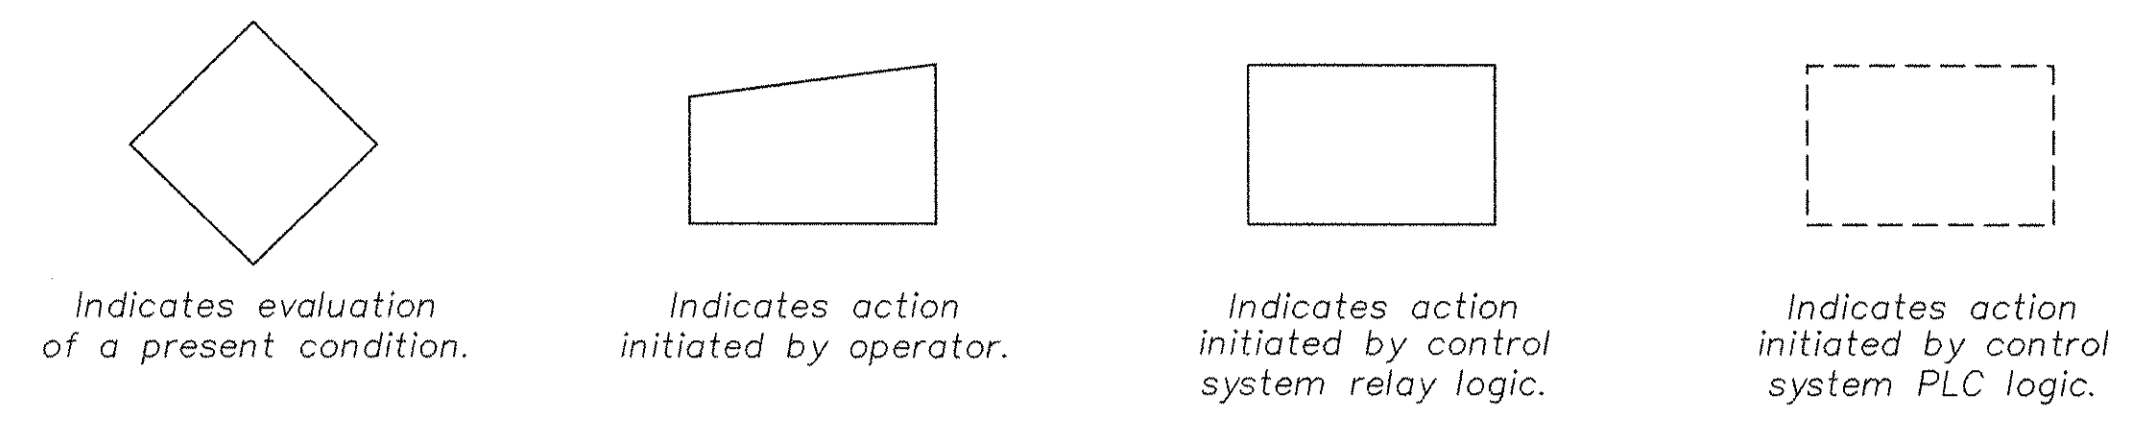 Indicates evaluation
of a present condition.
Indicates action
initiated by operator.
Indicates action
initiated by control
system relay logic.
Indicates action
initiated by control
system PLC logic.